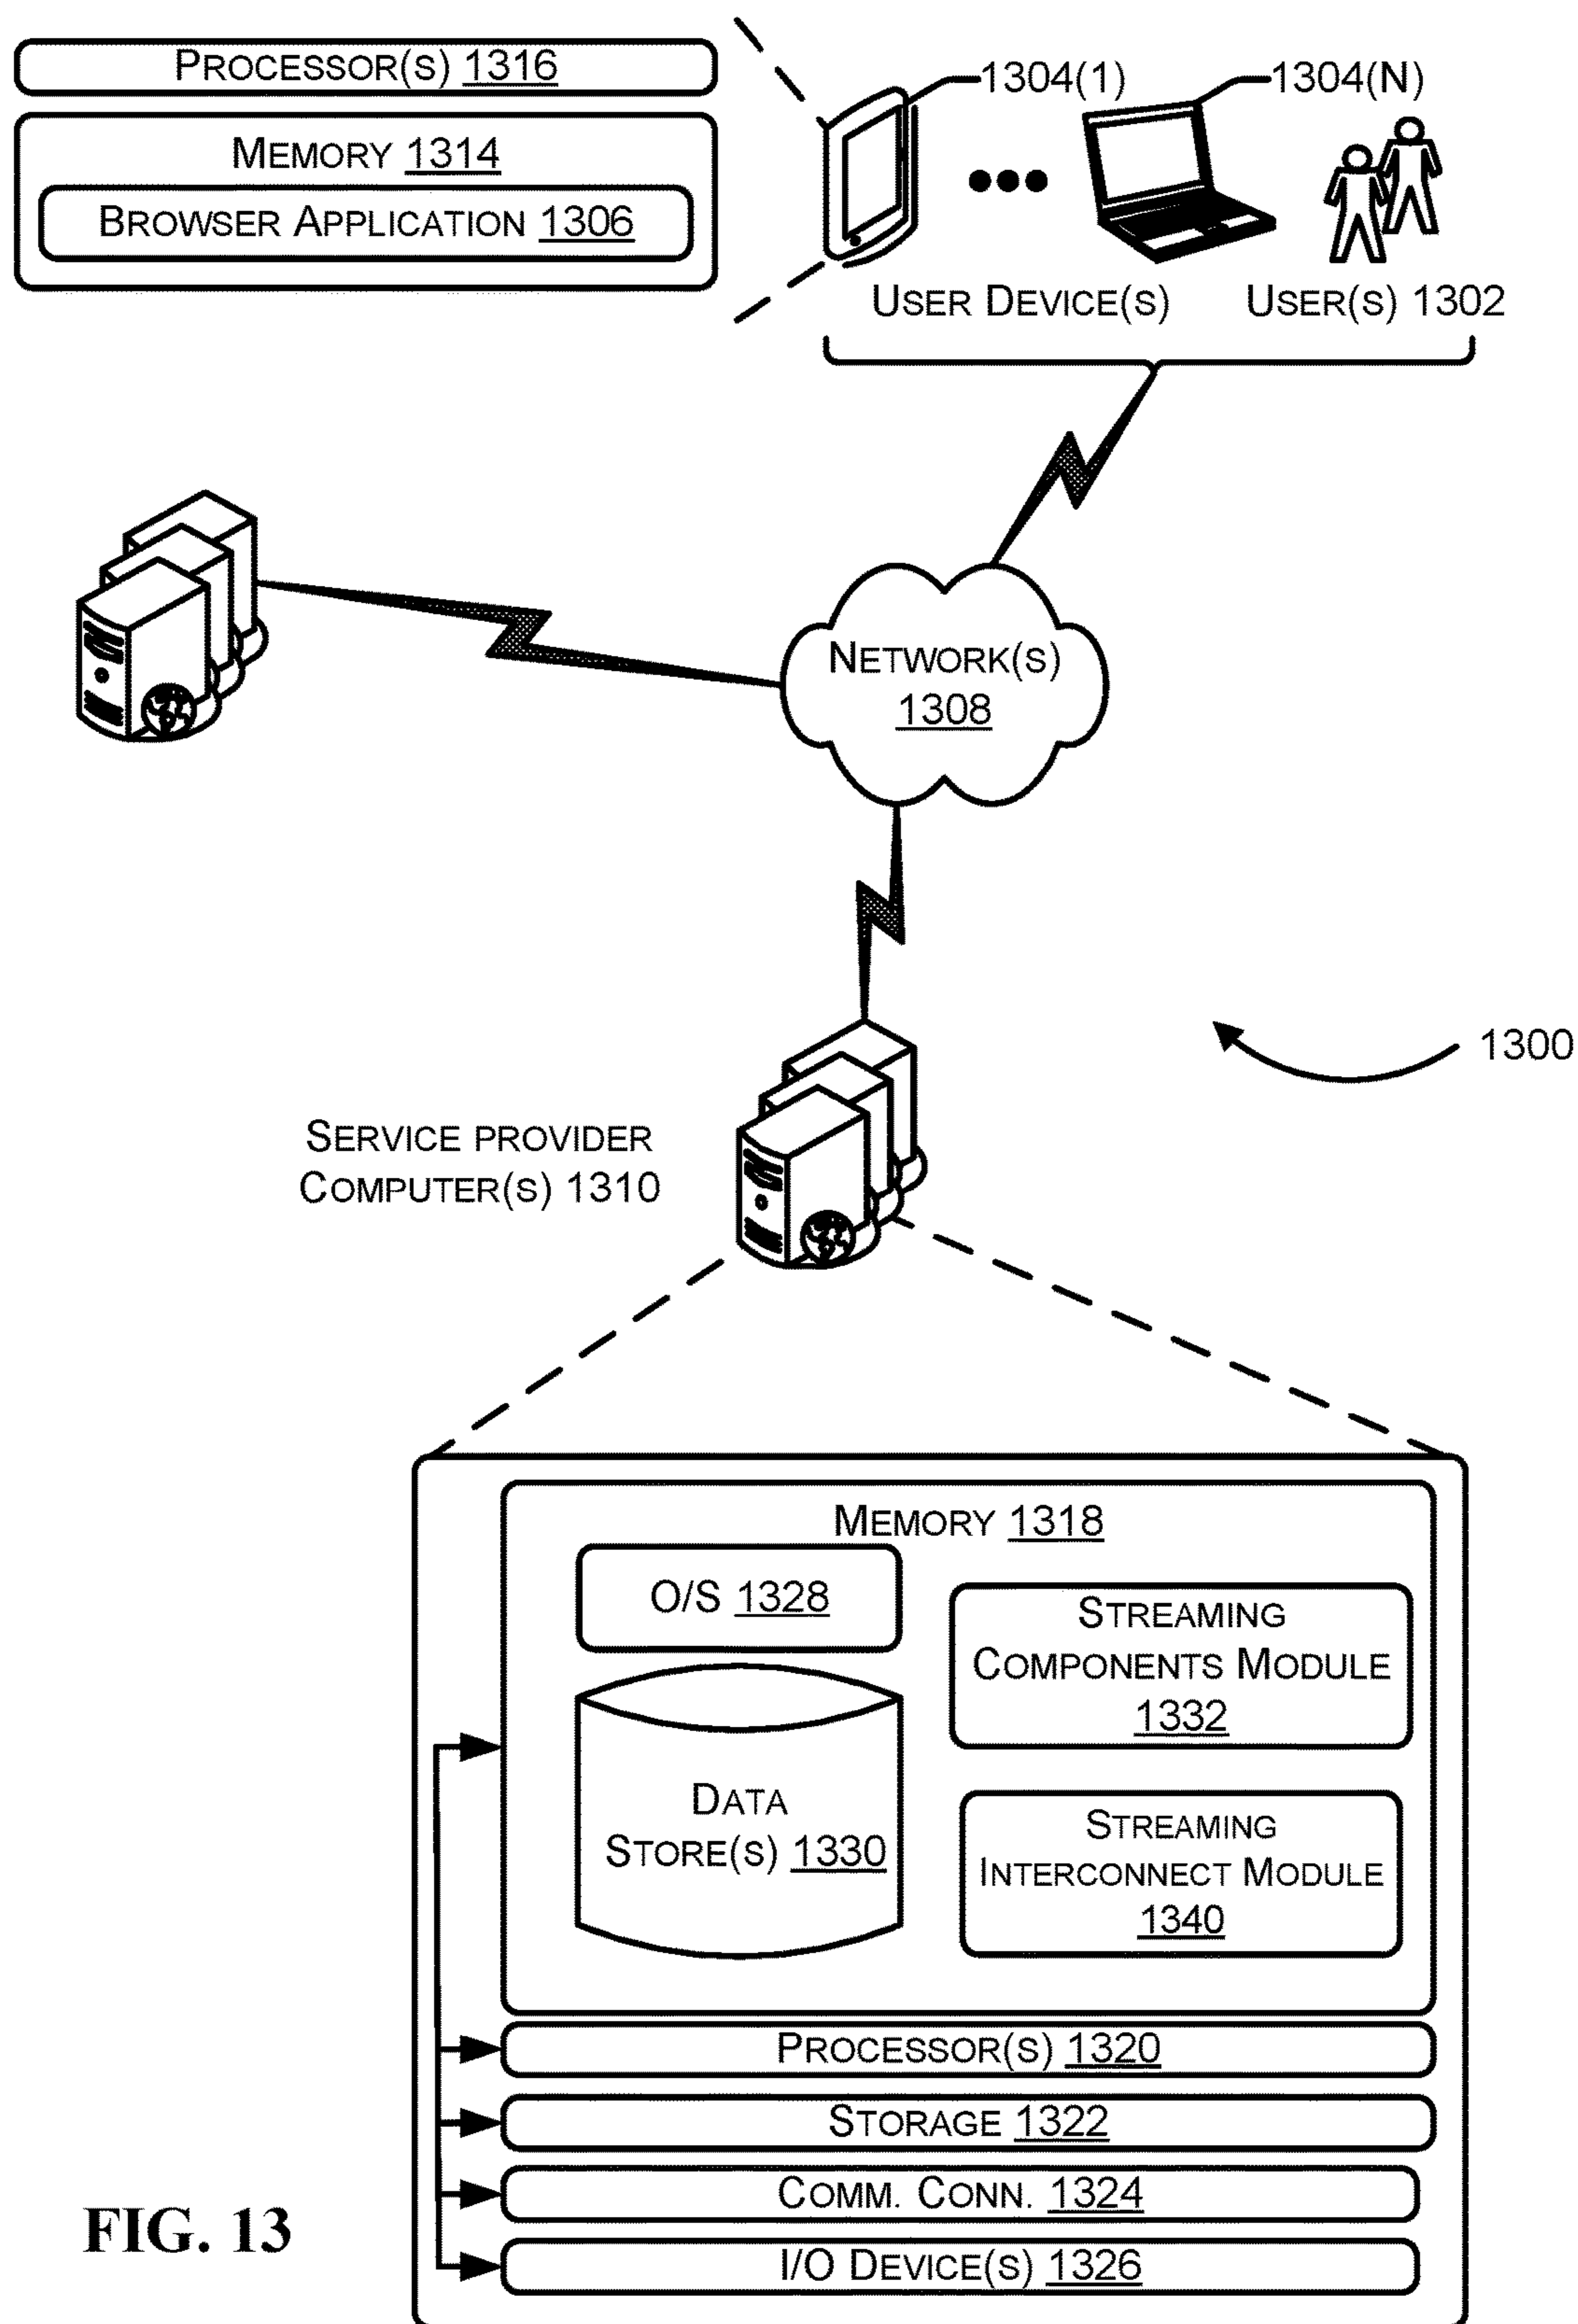 PROCESSOR(S) 1316
MEMORY 1314
BROWSER APPLICATION 1306
1304(1)
1304(N)
USER DEVICE(S)
USER(S) 1302
NETWORK(S)
1308
1300
SERVICE PROVIDER
COMPUTER(S) 1310
MEMORY 1318
O/S 1328
STREAMING
COMPONENTS MODULE
1332
DATA
STORE(S) 1330
STREAMING
INTERCONNECT MODULE
1340
PROCESSOR(S) 1320
STORAGE 1322
COMM. CONN. 1324
I/O DEVICE(S) 1326
FIG. 13